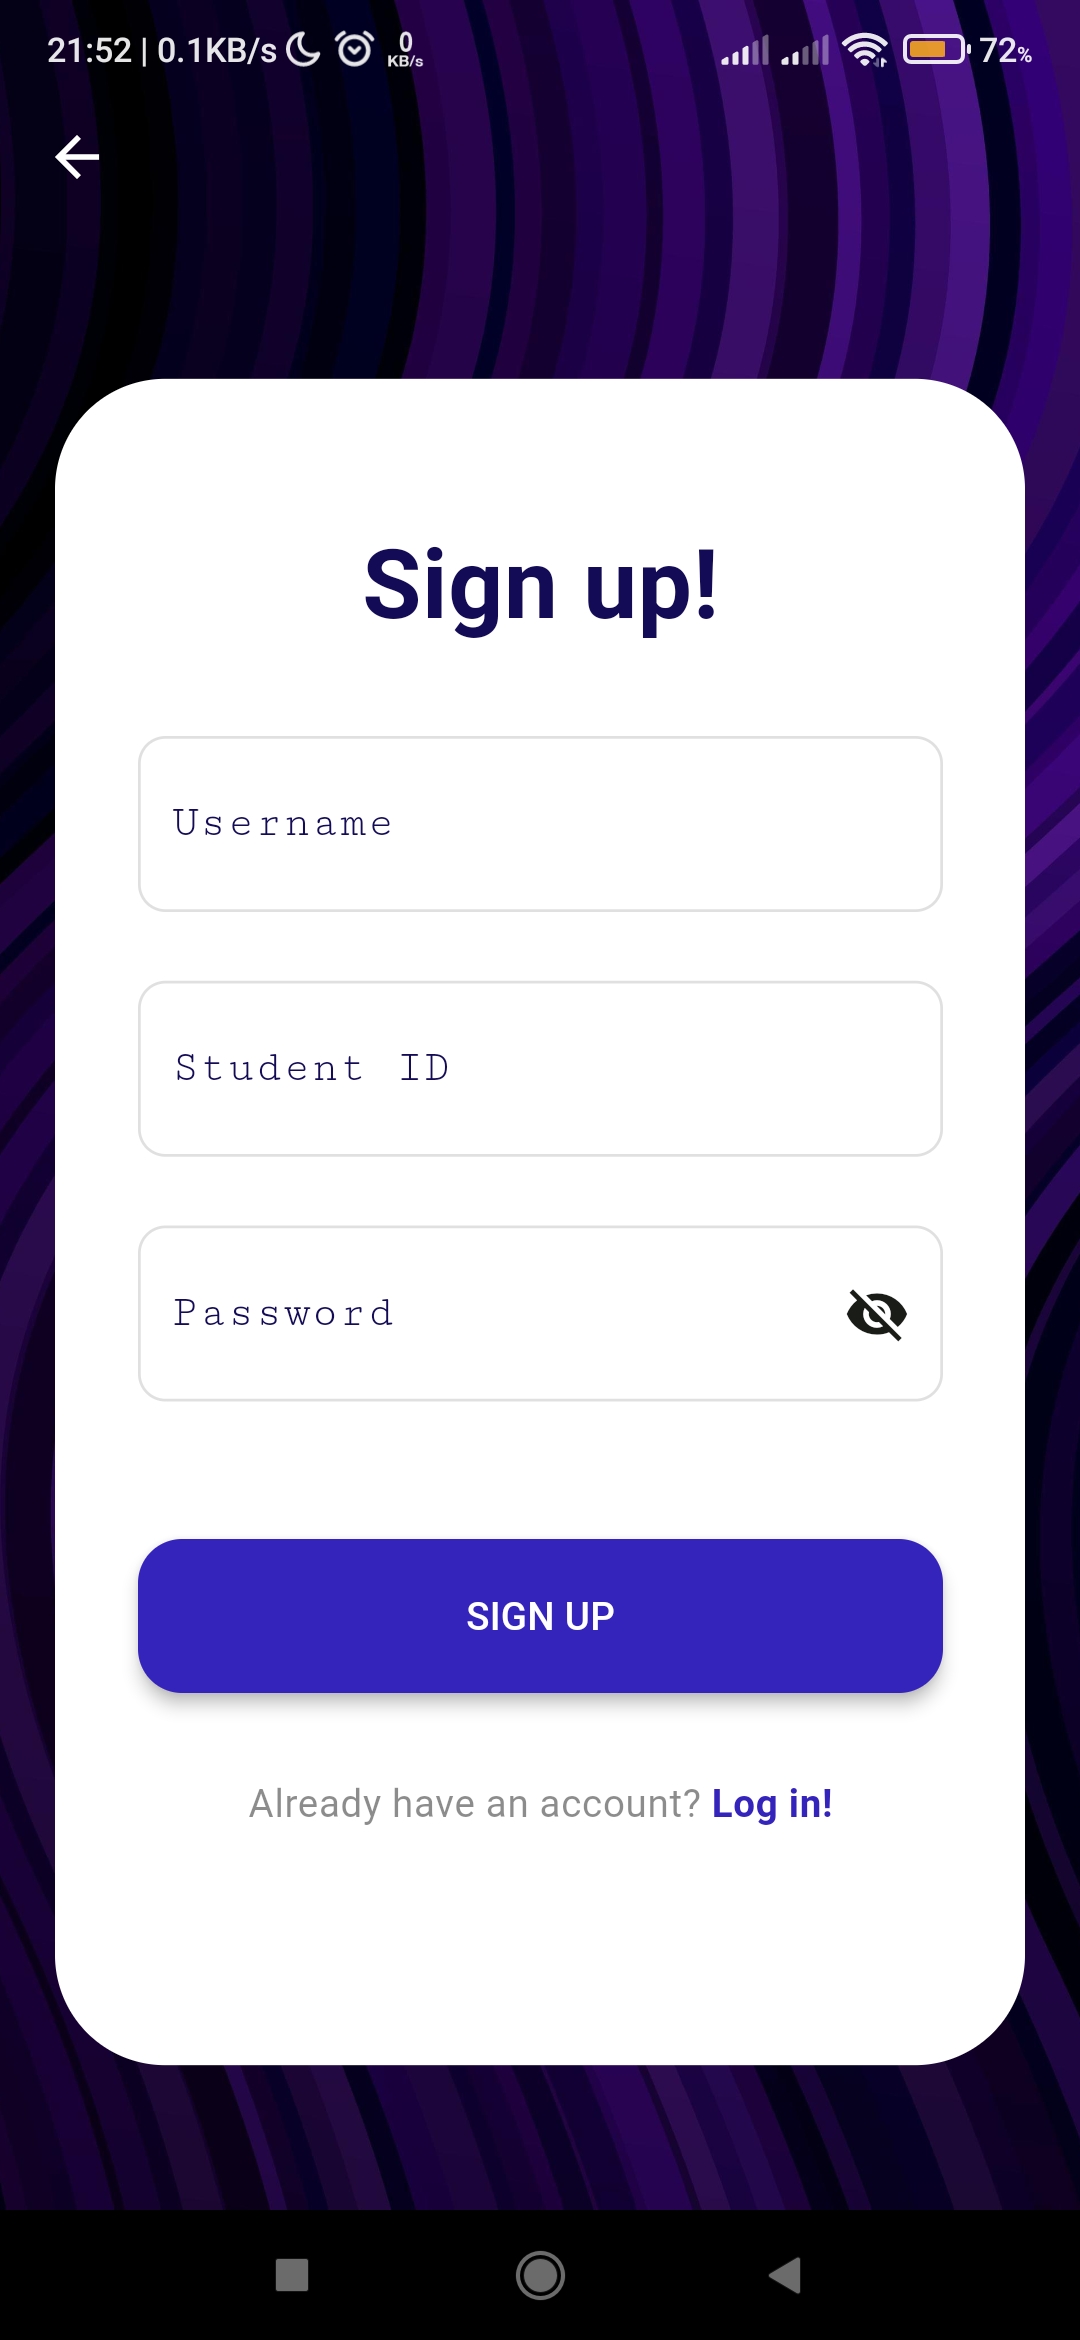 21:52 | 0.1KB/s 0 KB/s 72%
Sign up!
Username
Student ID
Password
SIGN UP
Already have an account? Log in!